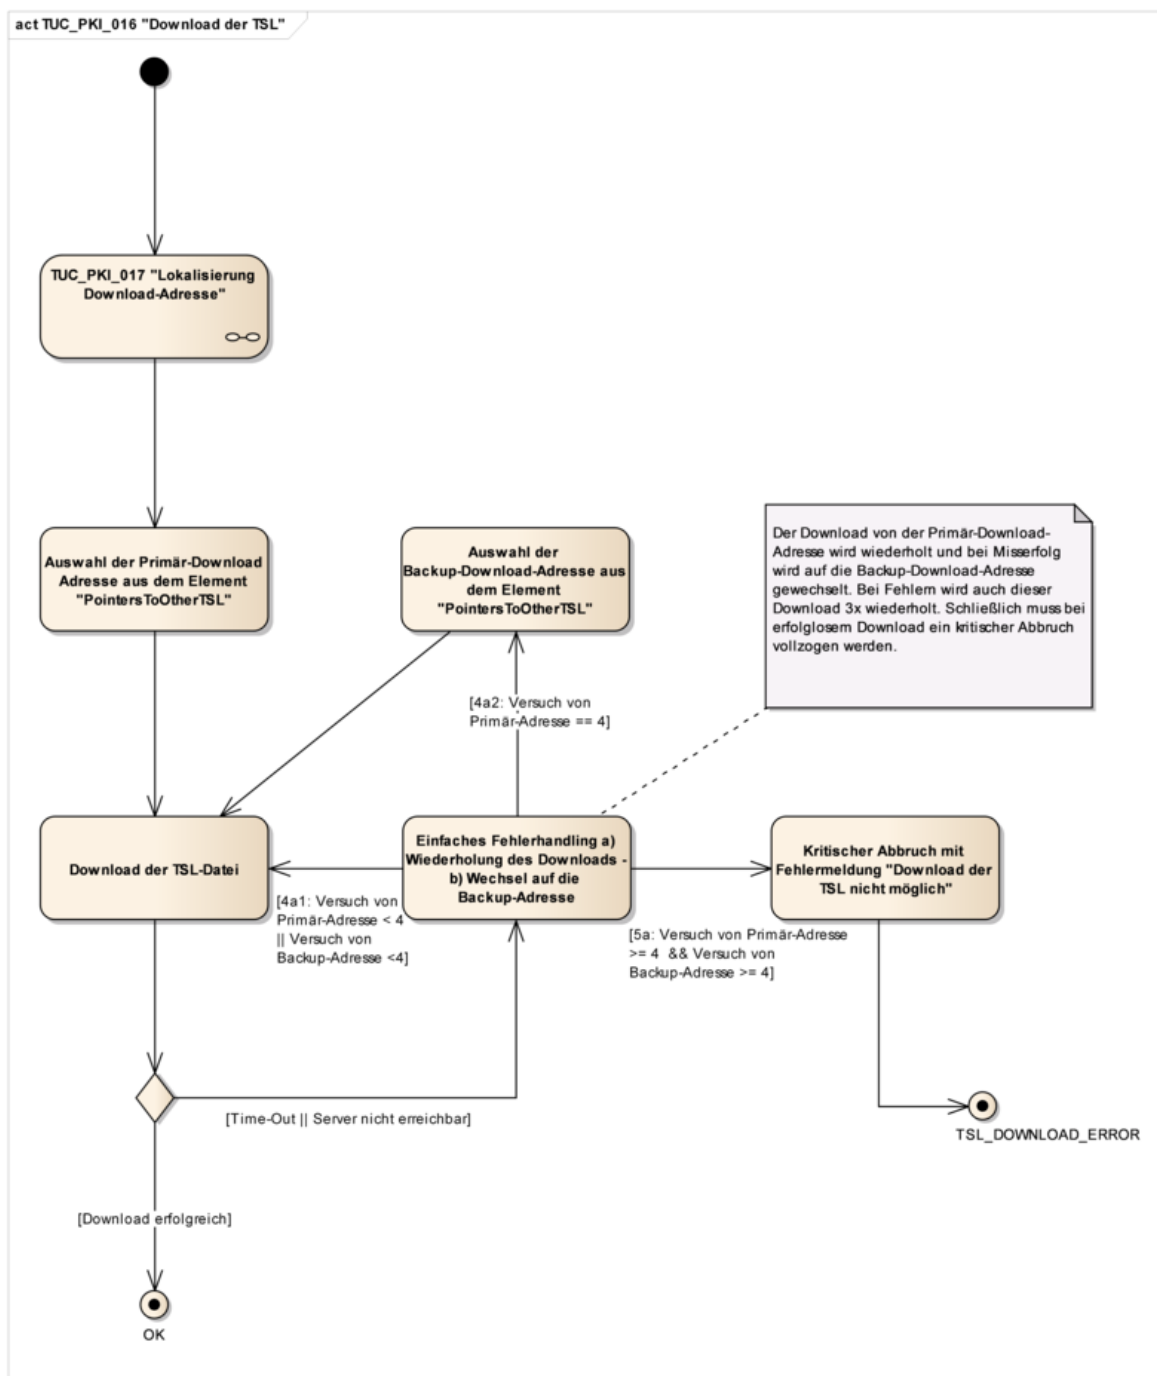 act TUC_PKI_016 "Download der TSL"
TUC_PKI_017 "Lokalisierung
Download-Adresse"
Auswahl der Primär-Download
Adresse aus dem Element
"PointersToOtherTSL"
Auswahl der
Backup-Download-Adresse aus
dem Element
"PointersToOtherTSL"
Der Download von der Primär-Download-
Adresse wird wiederholt und bei Misserfolg
wird auf die Backup-Download-Adresse
gewechselt. Bei Fehlern wird auch dieser
Download 3x wiederholt. Schließlich muss bei
erfolglosem Download ein kritischer Abbruch
vollzogen werden.
[4a2: Versuch von
Primär-Adresse == 4]
Download der TSL-Datei
Einfaches Fehlerhandling a)
Wiederholung des Downloads -
b) Wechsel auf die
Backup-Adresse
Kritischer Abbruch mit
Fehlermeldung "Download der
TSL nicht möglich"
[4a1: Versuch von
Primär-Adresse < 4
|| Versuch von
Backup-Adresse <4]
[5a: Versuch von Primär-Adresse
>= 4 && Versuch von
Backup-Adresse >= 4]
[Time-Out || Server nicht erreichbar]
TSL_DOWNLOAD_ERROR
[Download erfolgreich]
OK